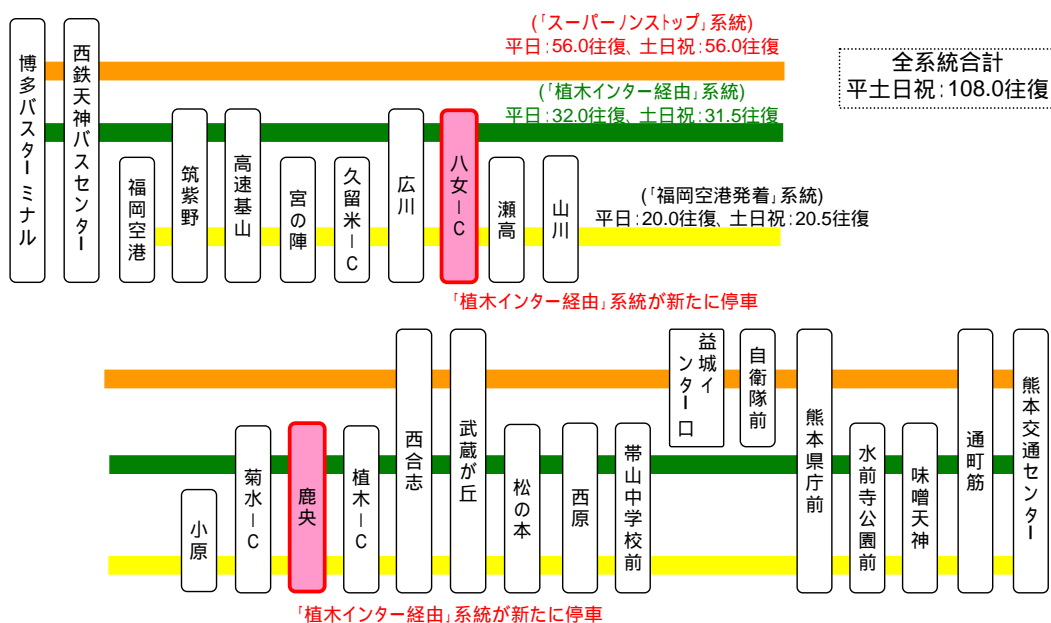 (「スーパーノンストップ」系統)
平日:56.0往復、土日祝:56.0往復
全系統合計
平土日祝:108.0往復
(「植木インター経由」系統)
平日:32.0往復、土日祝:31.5往復
(「福岡空港発着」系統)
平日:20.0往復、土日祝:20.5往復
博多バスターミナル
西鉄天神バスセンター
福岡空港
筑紫野
高速基山
宮の陣
久留米IC
広川
八女IC
瀬高
山川
「植木インター経由」系統が新たに停車
小原
菊水IC
鹿央
植木IC
西合志
武蔵が丘
松の本
西原
帯山中学校前
益城イ
ンター口
自衛隊前
熊本県庁前
水前寺公園前
味噌天神
通町筋
熊本交通センター
「植木インター経由」系統が新たに停車